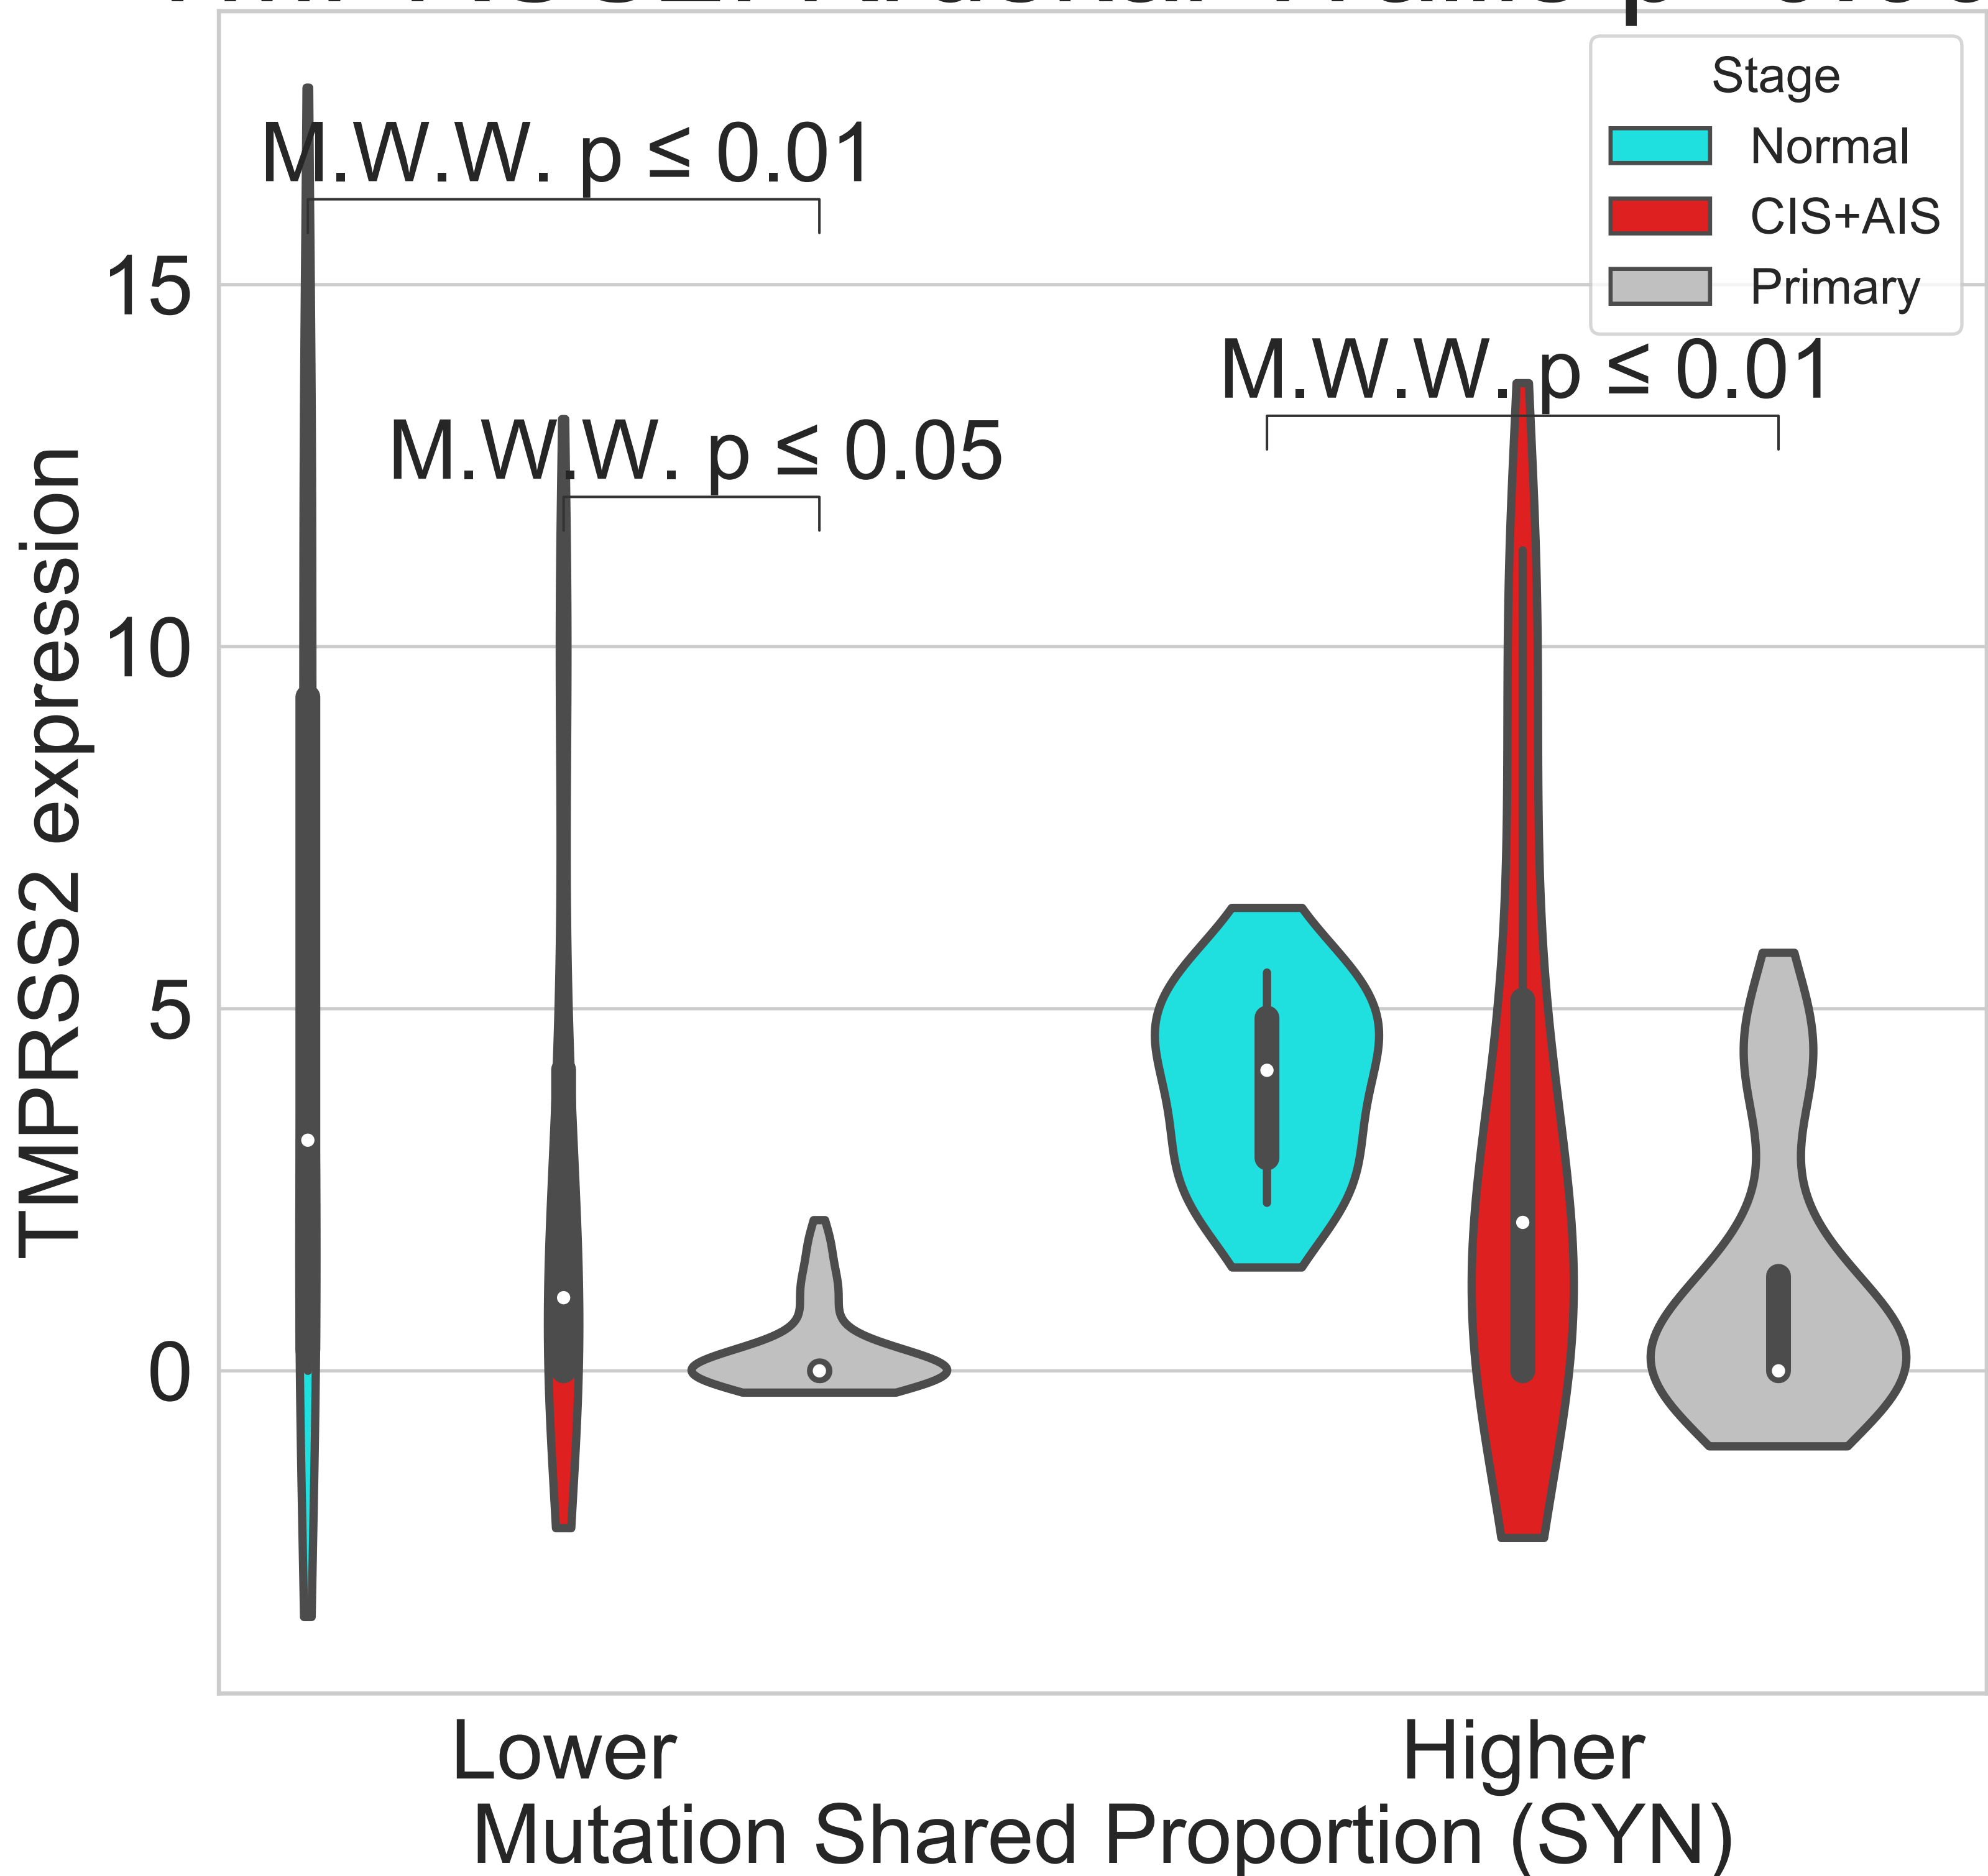 Stage
Normal
CIS+AIS
Primary
M.W.W. p ≤ 0.01
M.W.W. p ≤ 0.01
M.W.W. p ≤ 0.05
15
10
5
0
TMPRSS2 expression
Lower
Higher
Mutation Shared Proportion (SYN)